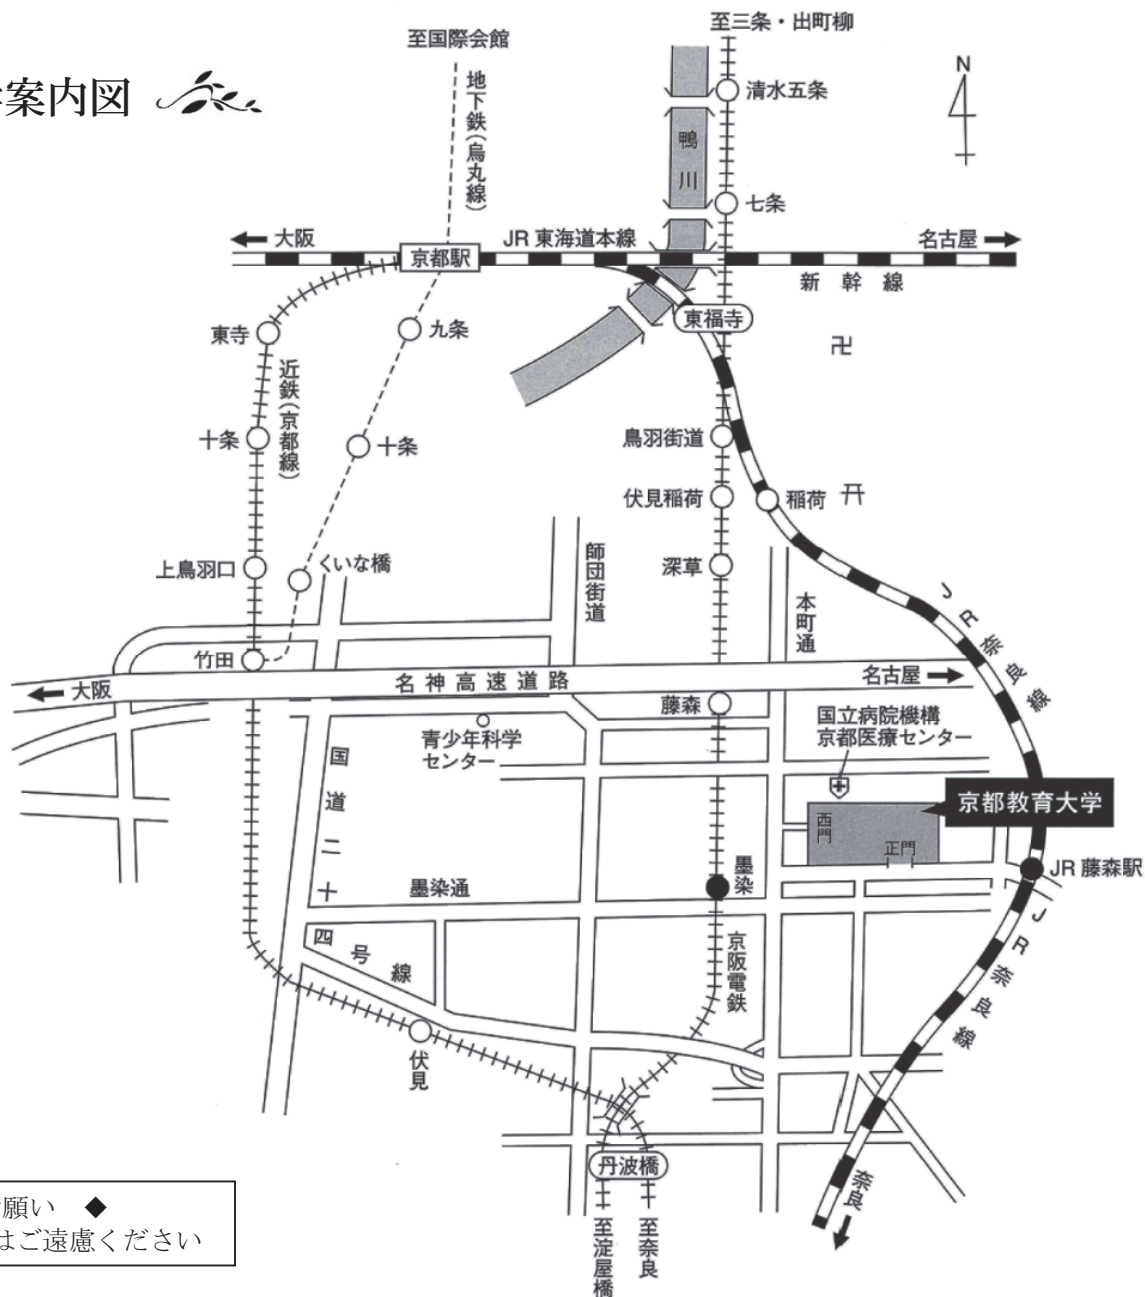 案内図
至国際会館
至三条・出町柳
地下鉄(烏丸線)
清水五条
N
鴨川
七条
大阪
JR 東海道本線
名古屋
京都駅
新幹線
東福寺
東寺
九条
卍
近鉄(京都線)
十条
十条
鳥羽街道
伏見稲荷
稲荷
上鳥羽口
くいな橋
師団街道
深草
本町通
JR奈良線
竹田
大阪
名神高速道路
名古屋
藤森
青少年科学
センター
国立病院機構
京都医療センター
国道二十四号線
西門
正門
京都教育大学
墨染通
墨染
JR 藤森駅
京阪電鉄
JR奈良線
伏見
丹波橋
奈良
至淀屋橋
至奈良
願い ◆
はご遠慮ください